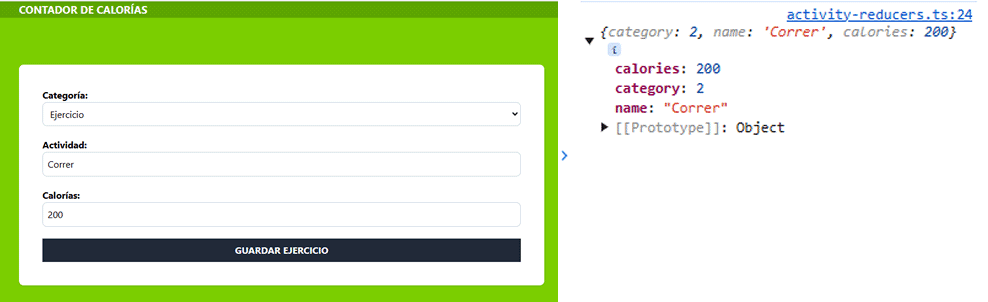 CONTADOR DE CALORÍAS
Categoría:
Ejercicio
Actividad:
Correr
Calorías:
200
GUARDAR EJERCICIO
activity-reducers.ts:24
{category: 2, name: 'Correr', calories: 200}
i
calories: 200
category: 2
name: "Correr"
[[Prototype]]: Object